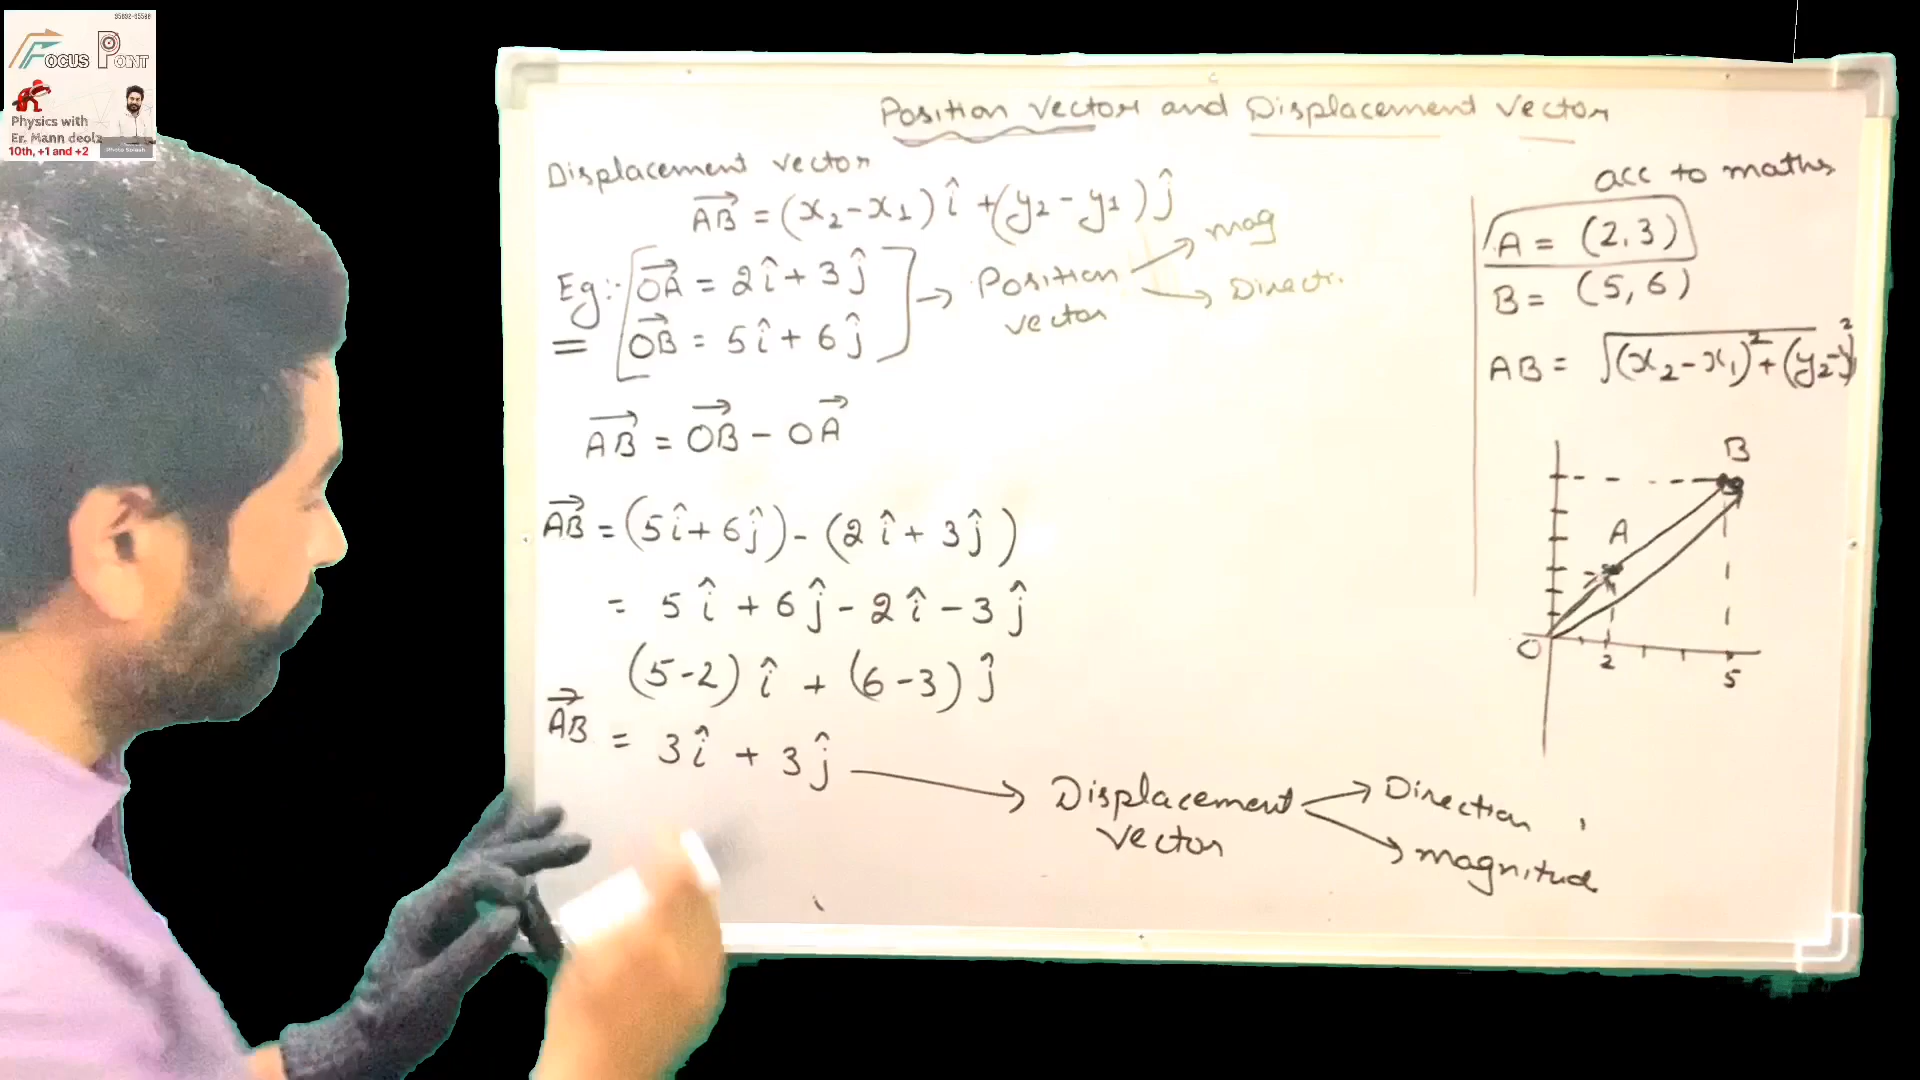 95692-65586
FOCUS POINT
Physics with
Er. Mann deol
10th, +1 and +2
Position vector and Displacement vector
Displacement vector
AB⃗ = (x₂ - x₁) î + (y₂ - y₁) ĵ
Eg:- OA⃗ = 2î + 3ĵ
= OB⃗ = 5î + 6ĵ
→ Position vector
→ mag
→ Directi
AB⃗ = OB⃗ - OA⃗
AB⃗ = (5î + 6ĵ) - (2î + 3ĵ)
= 5î + 6ĵ - 2î - 3ĵ
(5-2) î + (6-3) ĵ
AB⃗ = 3î + 3ĵ
→ Displacement vector
→ Direction
→ magnitud
acc to maths
A = (2,3)
B = (5,6)
AB = √(x₂ - x₁)² + (y₂ - y)²
B
A
O
2
5